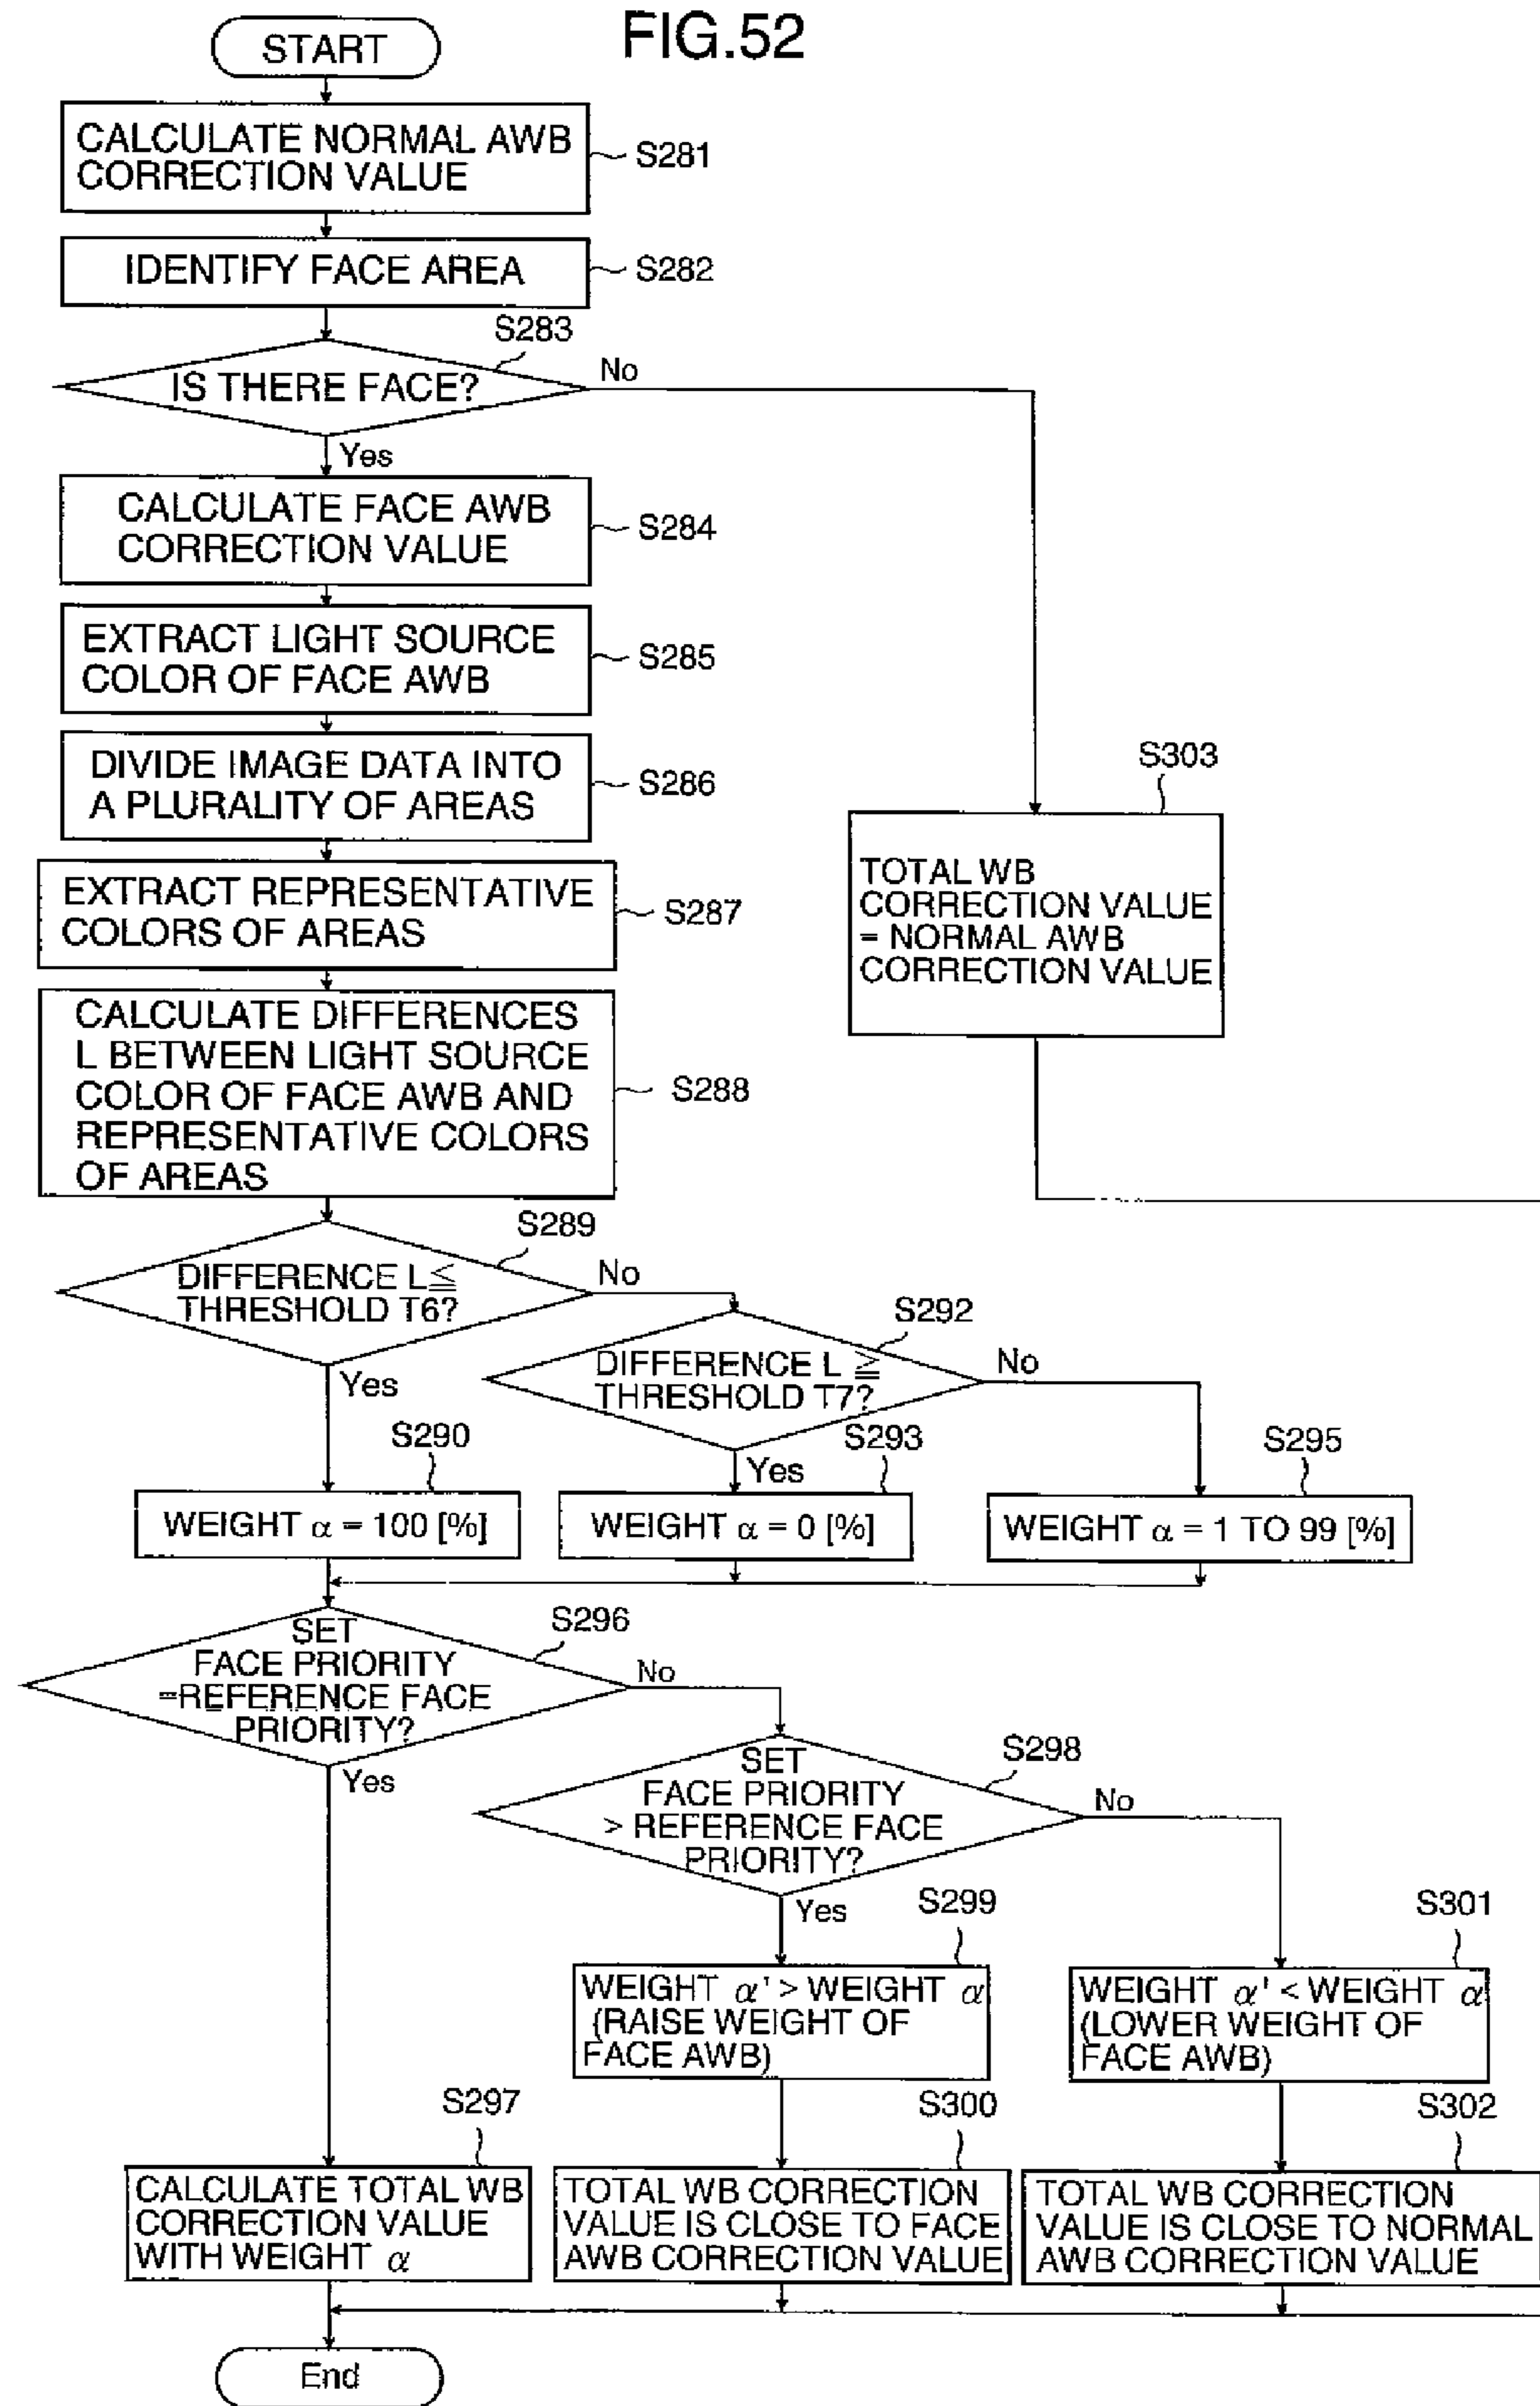 FIG.52
START
CALCULATE NORMAL AWB
CORRECTION VALUE
S281
IDENTIFY FACE AREA
S282
S283
IS THERE FACE?
No
Yes
CALCULATE FACE AWB
CORRECTION VALUE
S284
EXTRACT LIGHT SOURCE
COLOR OF FACE AWB
S285
DIVIDE IMAGE DATA INTO
A PLURALITY OF AREAS
S286
S303
TOTAL WB
CORRECTION VALUE
= NORMAL AWB
CORRECTION VALUE
EXTRACT REPRESENTATIVE
COLORS OF AREAS
S287
CALCULATE DIFFERENCES
L BETWEEN LIGHT SOURCE
COLOR OF FACE AWB AND
REPRESENTATIVE COLORS
OF AREAS
S288
S289
DIFFERENCE L≦
THRESHOLD T6?
No
Yes
S292
DIFFERENCE L ≧
THRESHOLD T7?
No
Yes
S290
WEIGHT α = 100 [%]
S293
WEIGHT α = 0 [%]
S295
WEIGHT α = 1 TO 99 [%]
S296
SET
FACE PRIORITY
=REFERENCE FACE
PRIORITY?
No
Yes
S298
SET
FACE PRIORITY
> REFERENCE FACE
PRIORITY?
No
Yes
S299
WEIGHT α' > WEIGHT α
(RAISE WEIGHT OF
FACE AWB)
S301
WEIGHT α' < WEIGHT α
(LOWER WEIGHT OF
FACE AWB)
S297
CALCULATE TOTAL WB
CORRECTION VALUE
WITH WEIGHT α
S300
TOTAL WB CORRECTION
VALUE IS CLOSE TO FACE
AWB CORRECTION VALUE
S302
TOTAL WB CORRECTION
VALUE IS CLOSE TO NORMAL
AWB CORRECTION VALUE
End